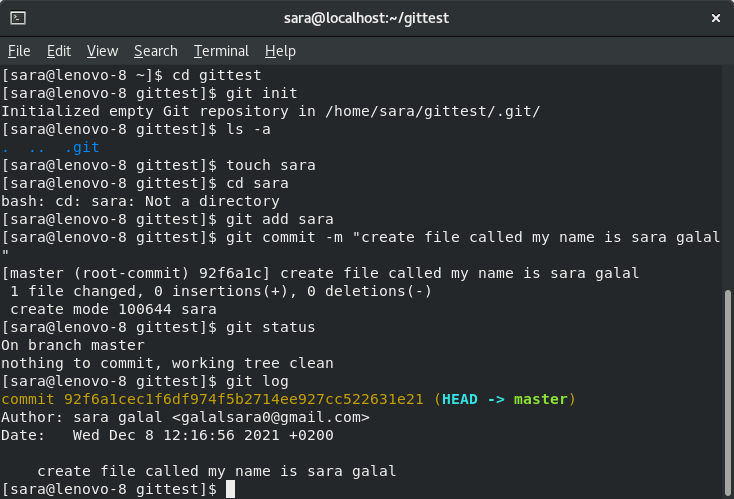 sara@localhost:~/gittest
File Edit View Search Terminal Help
[sara@lenovo-8 ~]$ cd gittest
[sara@lenovo-8 gittest]$ git init
Initialized empty Git repository in /home/sara/gittest/.git/
[sara@lenovo-8 gittest]$ ls -a
.  ..  .git
[sara@lenovo-8 gittest]$ touch sara
[sara@lenovo-8 gittest]$ cd sara
bash: cd: sara: Not a directory
[sara@lenovo-8 gittest]$ git add sara
[sara@lenovo-8 gittest]$ git commit -m "create file called my name is sara galal
"
[master (root-commit) 92f6a1c] create file called my name is sara galal
 1 file changed, 0 insertions(+), 0 deletions(-)
 create mode 100644 sara
[sara@lenovo-8 gittest]$ git status
On branch master
nothing to commit, working tree clean
[sara@lenovo-8 gittest]$ git log
commit 92f6a1cec1f6df974f5b2714ee927cc522631e21 (HEAD -> master)
Author: sara galal <galalsara0@gmail.com>
Date:   Wed Dec 8 12:16:56 2021 +0200
    create file called my name is sara galal
[sara@lenovo-8 gittest]$